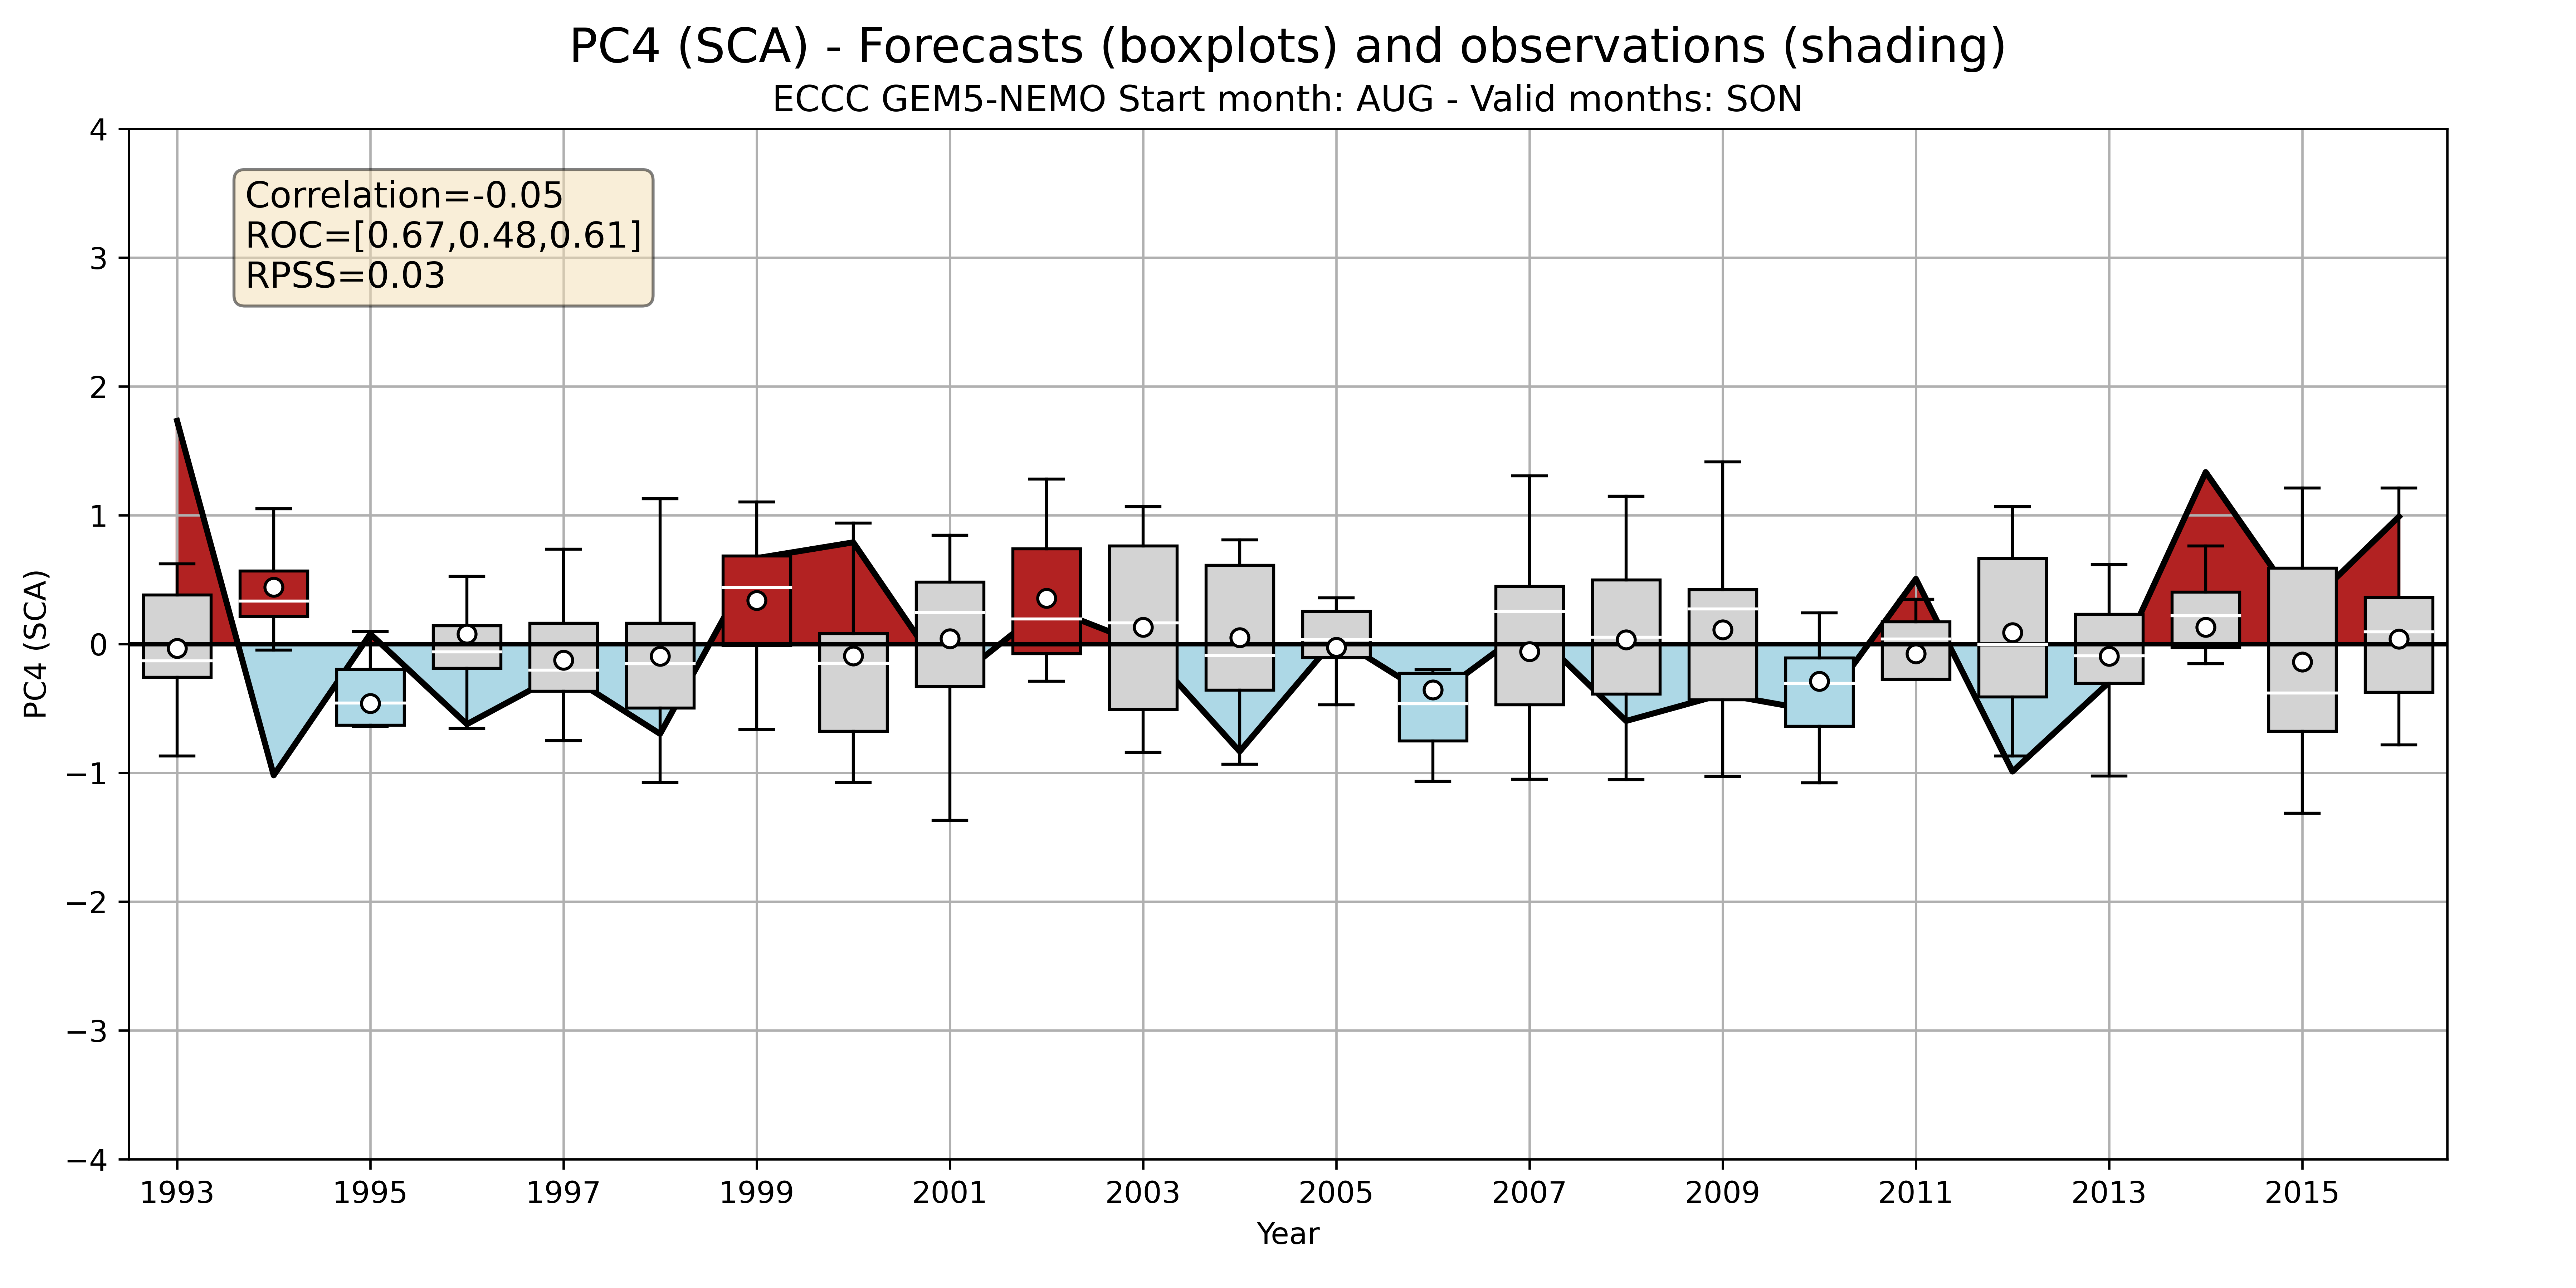 PC4 (SCA) - Forecasts (boxplots) and observations (shading)
ECCC GEM5-NEMO Start month: AUG - Valid months: SON
Correlation=-0.05
ROC=[0.67,0.48,0.61]
RPSS=0.03
PC4 (SCA)
4
3
2
1
0
−1
−2
−3
−4
1993 1995 1997 1999 2001 2003 2005 2007 2009 2011 2013 2015
Year